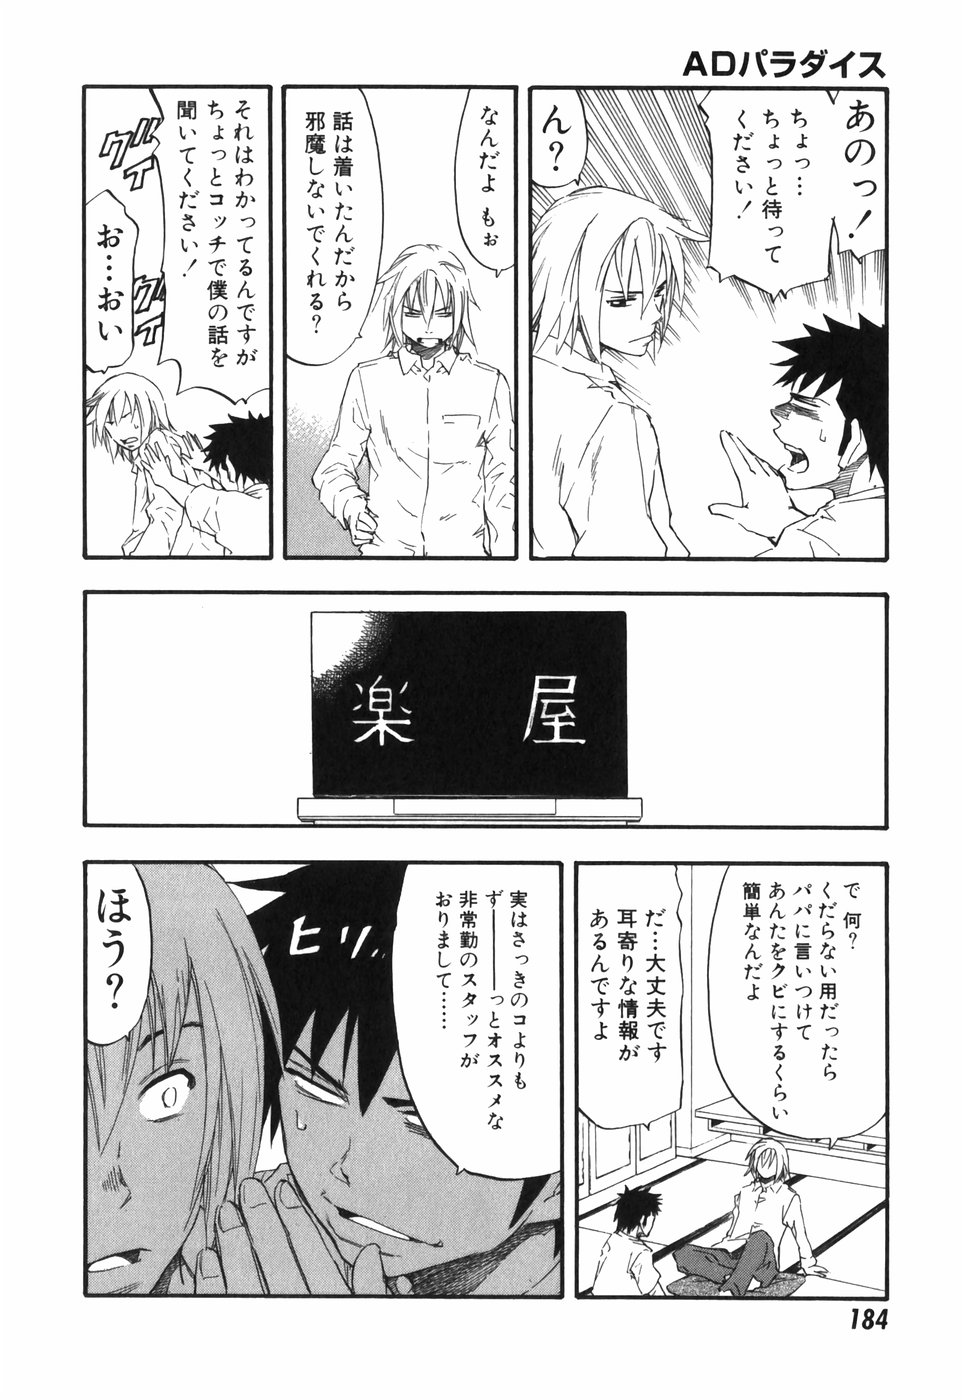 ADパラダイス
あのっ！
ちょっ…
ちょっと待って
ください！
ん？
なんだよ もぉ
話は着いたんだから
邪魔しないでくれる？
それはわかってるんですが
ちょっとコッチで僕の話を
聞いてください！
グイ
お…おい
グイ
楽屋
で 何？
くだらない用だったら
パパに言いつけて
あんたをクビにするくらい
簡単なんだよ
だ…大丈夫です
耳寄りな情報が
あるんですよ
実はさっきのコよりも
ず―――っとオススメな
非常勤のスタッフが
おりまして……
ヒソ…
ほう？
184